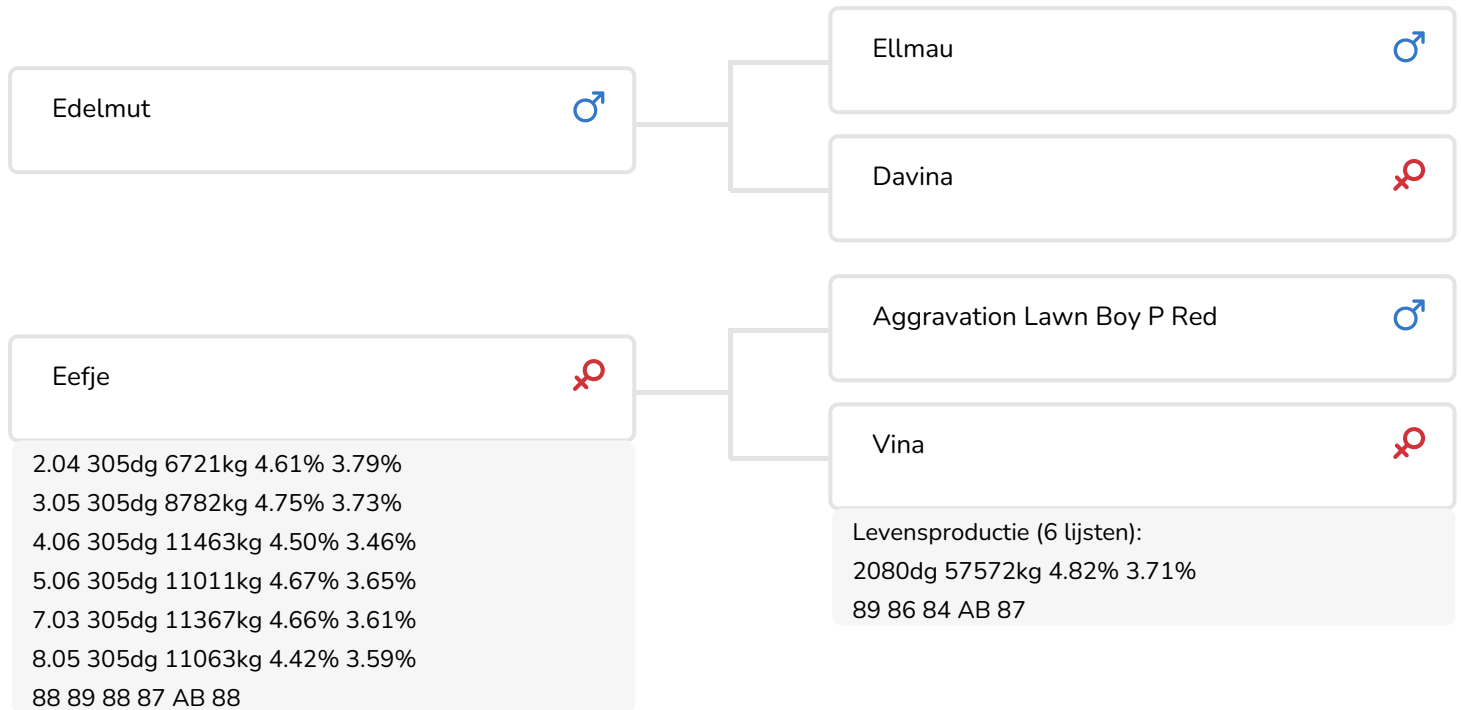 Edelmut
Ellmau
Davina
Eefje
2.04 305dg 6721kg 4.61% 3.79%
3.05 305dg 8782kg 4.75% 3.73%
4.06 305dg 11463kg 4.50% 3.46%
5.06 305dg 11011kg 4.67% 3.65%
7.03 305dg 11367kg 4.66% 3.61%
8.05 305dg 11063kg 4.42% 3.59%
88 89 88 87 AB 88
Aggravation Lawn Boy P Red
Vina
Levensproductie (6 lijsten):
2080dg 57572kg 4.82% 3.71%
89 86 84 AB 87